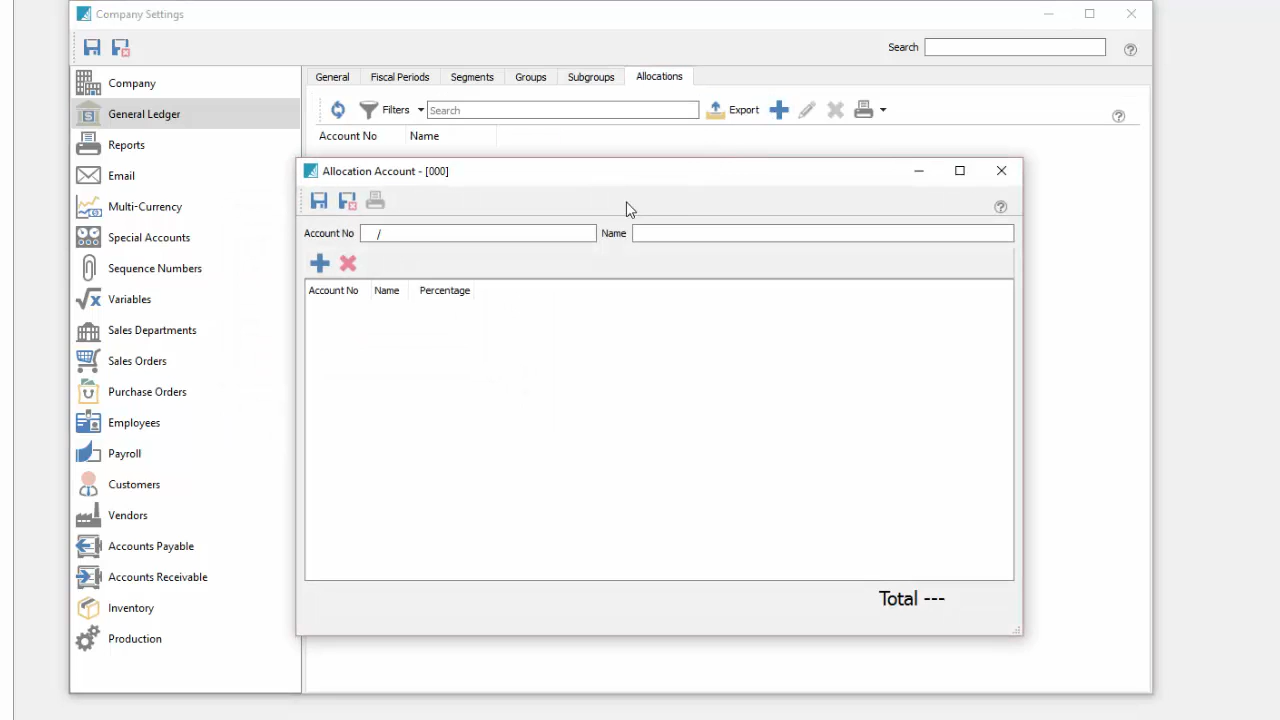 Company Settings
Search
Company
General Ledger
Reports
Email
Multi-Currency
Special Accounts
Sequence Numbers
Variables
Sales Departments
Sales Orders
Purchase Orders
Employees
Payroll
Customers
Vendors
Accounts Payable
Accounts Receivable
Inventory
Production
General Fiscal Periods Segments Groups Subgroups Allocations
Filters Search Export
Account No Name
Allocation Account - [000]
Account No / Name
Account No Name Percentage
Total ---